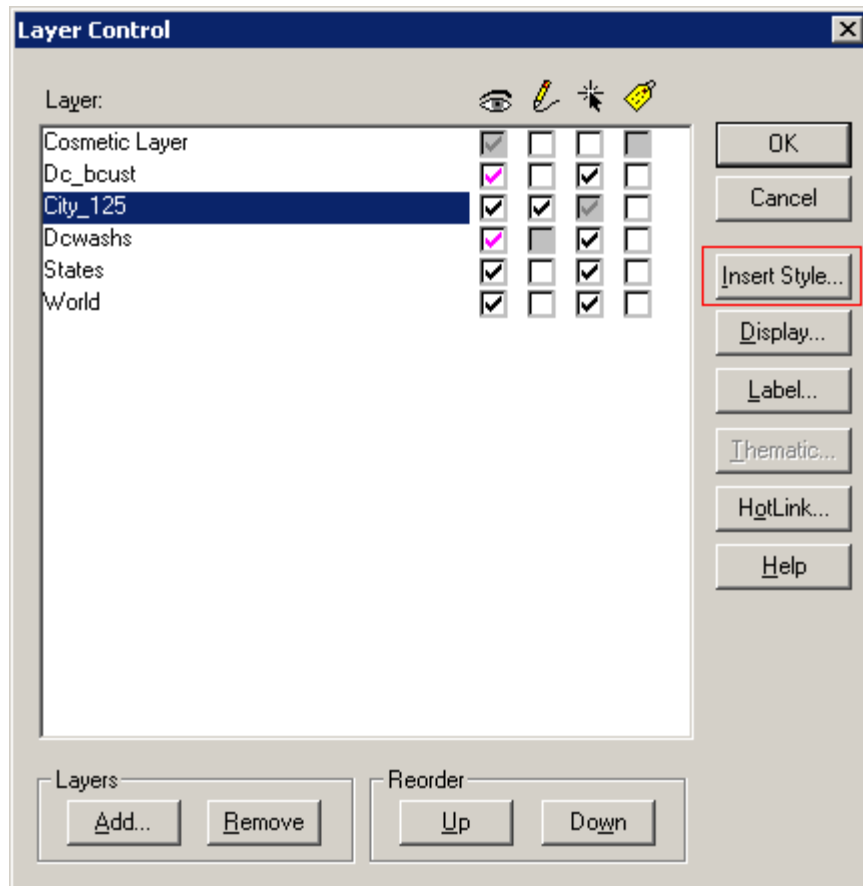 Layer Control
Layer:
Cosmetic Layer
Dc_bcust
City_125
Dcwashs
States
World
OK
Cancel
Insert Style...
Display...
Label...
Thematic...
HotLink...
Help
Layers
Add...
Remove
Reorder
Up
Down